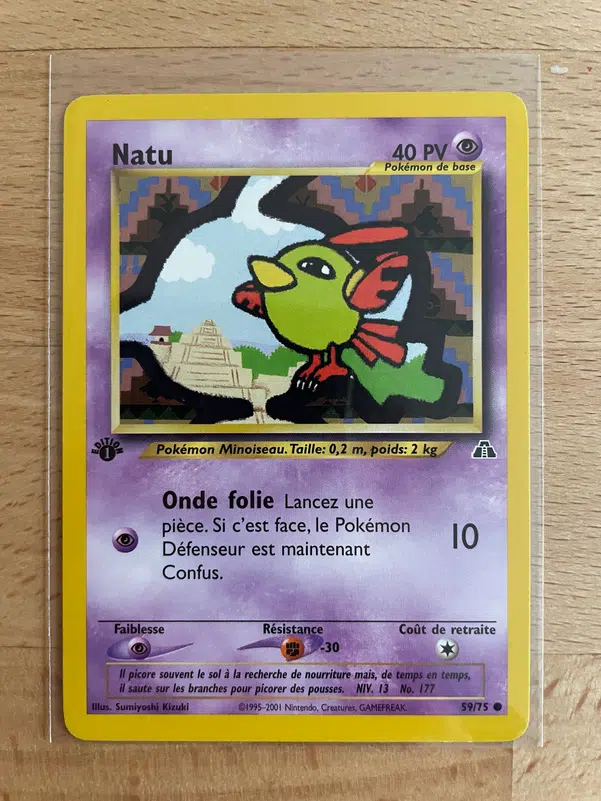 Natu
40 PV
Pokémon de base
EDITION
1
Pokémon Minoiseau. Taille: 0,2 m, poids: 2 kg
Onde folie Lancez une
pièce. Si c'est face, le Pokémon
Défenseur est maintenant
Confus.
10
Faiblesse
Résistance
-30
Coût de retraite
Il picore souvent le sol à la recherche de nourriture mais, de temps en temps,
il saute sur les branches pour picorer des pousses. NIV. 13 No. 177
Illus. Sumiyoshi Kizuki
©1995-2001 Nintendo, Creatures, GAMEFREAK.
59/75